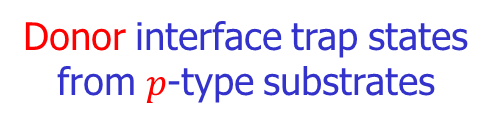 Donor interface trap states
from p-type substrates